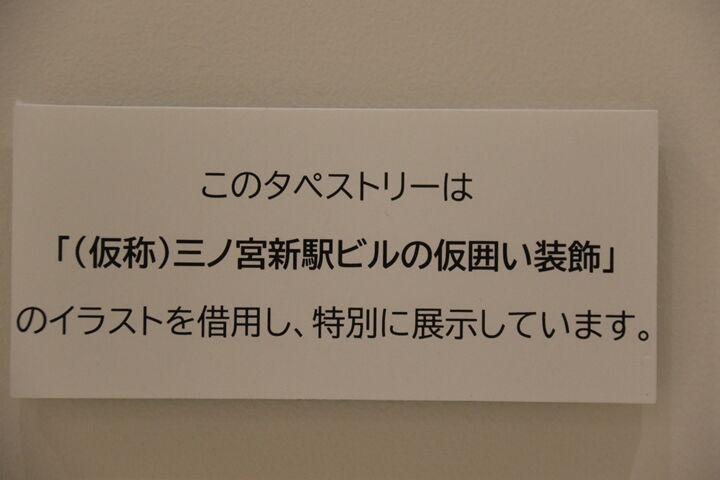 このタペストリーは
「（仮称）三ノ宮新駅ビルの仮囲い装飾」
のイラストを借用し、特別に展示しています。